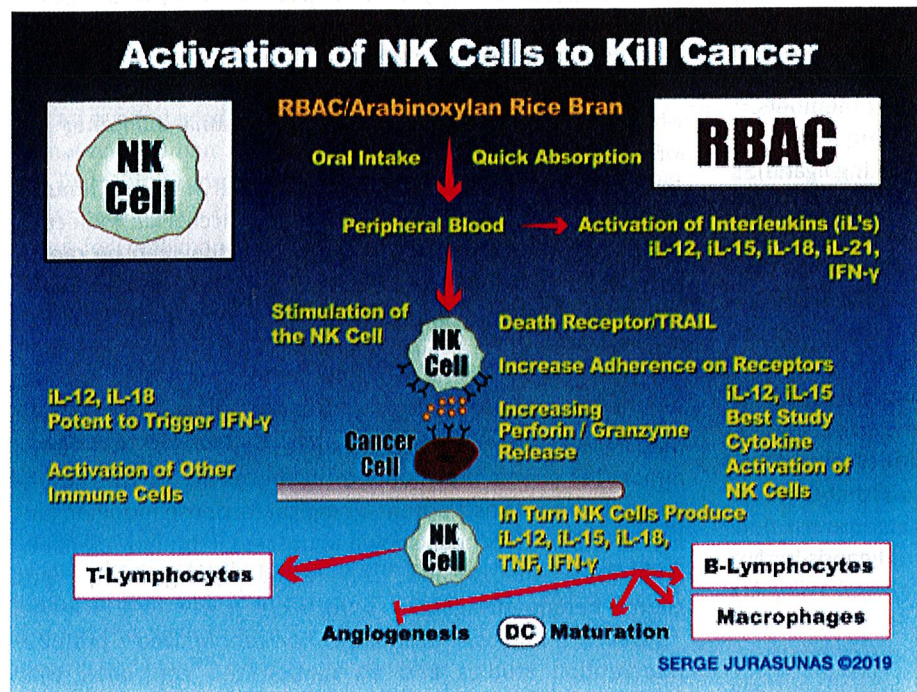 Activation of NK Cells to Kill Cancer
NK
Cell
RBAC/Arabinoxylan Rice Bran
RBAC
Oral Intake
Quick Absorption
Peripheral Blood
Activation of Interleukins (iL's)
iL-12, iL-15, iL-18, iL-21,
IFN-γ
Stimulation of
the NK Cell
NK
Cell
Death Receptor/TRAIL
Increase Adherence on Receptors
iL-12, iL-18
Potent to Trigger IFN-γ
Activation of Other
Immune Cells
Cancer
Cell
Increasing
Perforin / Granzyme
Release
iL-12, iL-15
Best Study
Cytokine
Activation of
NK Cells
NK
Cell
In Turn NK Cells Produce
iL-12, iL-15, iL-18,
TNF, IFN-γ
T-Lymphocytes
B-Lymphocytes
Macrophages
Angiogenesis
DC Maturation
SERGE JURASUNAS ©2019